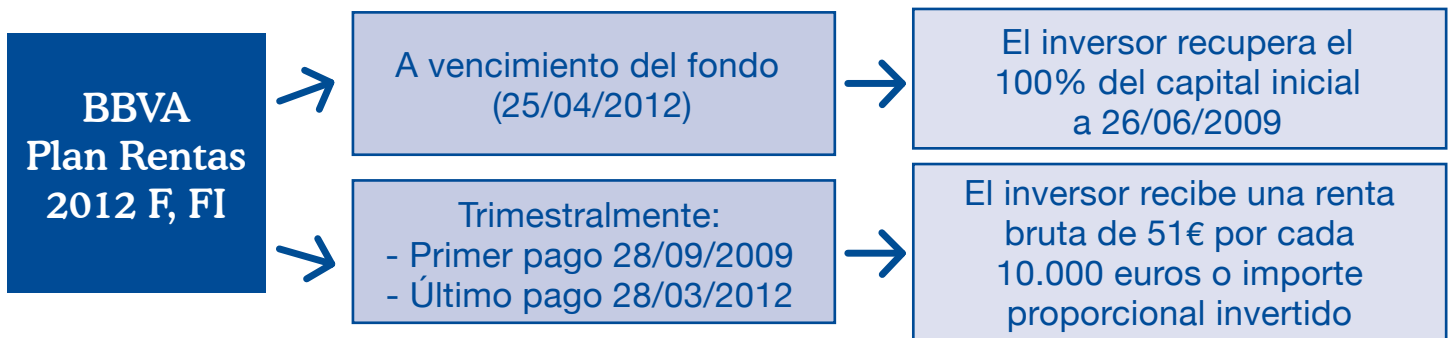 BBVA
Plan Rentas
2012 F, FI
A vencimiento del fondo
(25/04/2012)
El inversor recupera el
100% del capital inicial
a 26/06/2009
Trimestralmente:
- Primer pago 28/09/2009
- Último pago 28/03/2012
El inversor recibe una renta
bruta de 51€ por cada
10.000 euros o importe
proporcional invertido